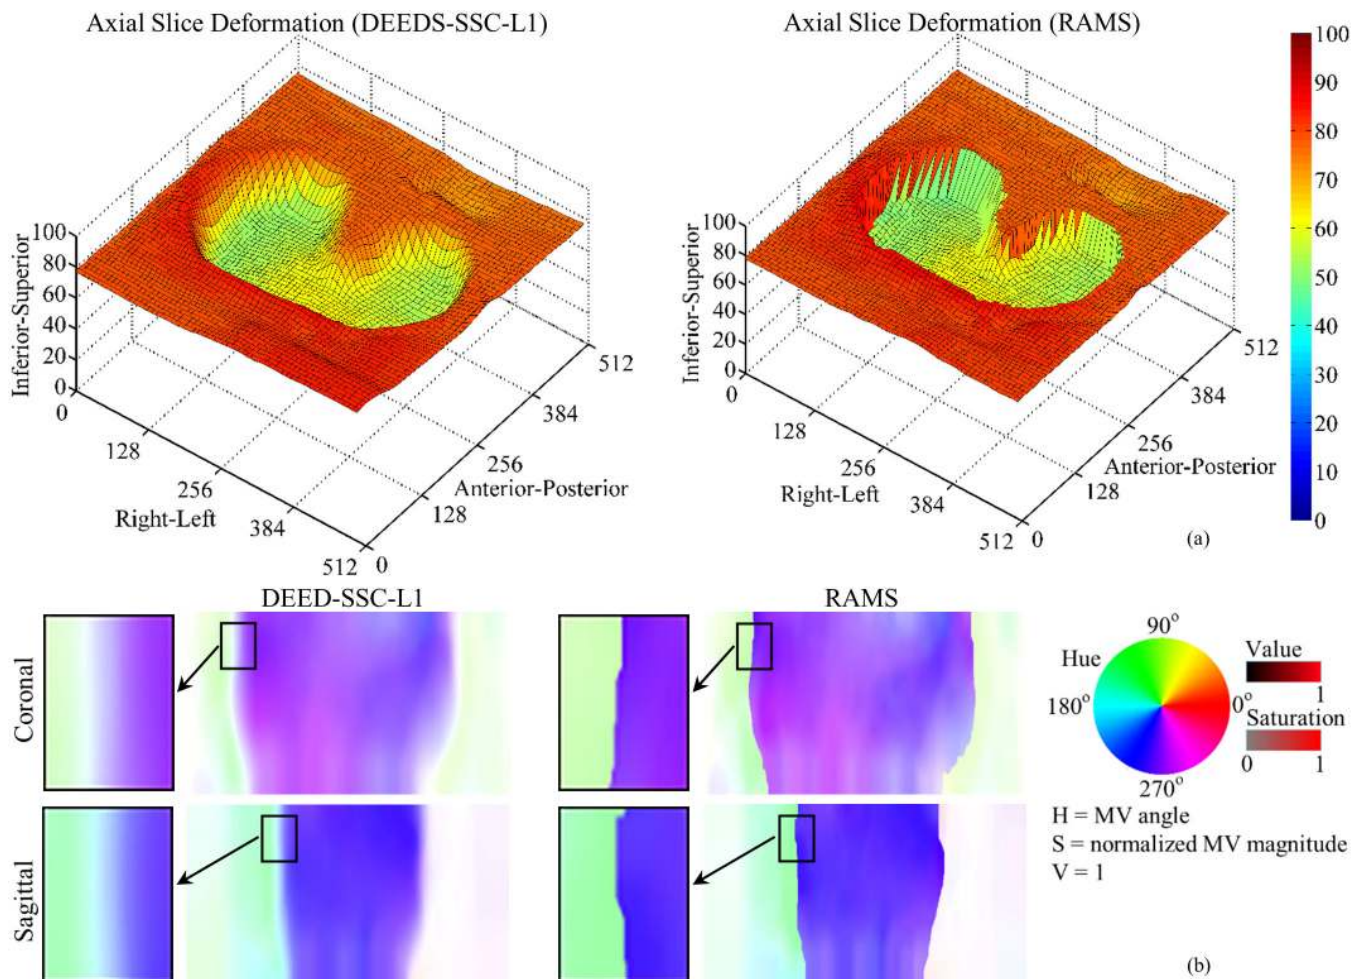 Axial Slice Deformation (DEEDS-SSC-L1)
Axial Slice Deformation (RAMS)
Inferior-Superior
100
80
60
40
20
0
0
128
256
384
512
Right-Left
0
128
256
384
512
Anterior-Posterior
Inferior-Superior
100
80
60
40
20
0
0
128
256
384
512
Right-Left
0
128
256
384
512
Anterior-Posterior
(a)
100
90
80
70
60
50
40
30
20
10
0
DEED-SSC-L1
RAMS
Coronal
Sagittal
Hue
90°
180°
0°
270°
Value
1
Saturation
0 1
H = MV angle
S = normalized MV magnitude
V = 1
(b)